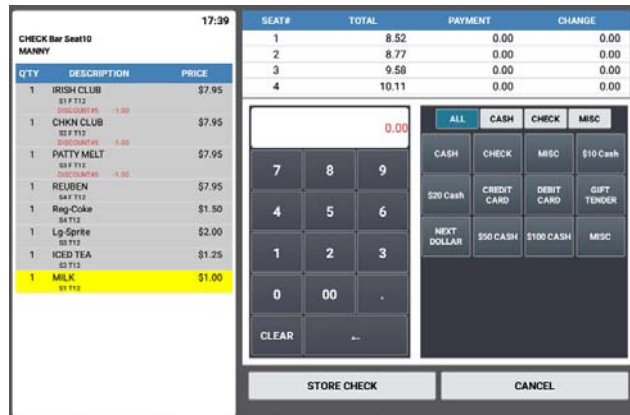 17:39
CHECK Bar Seat10
MANNY
Q'TY DESCRIPTION PRICE
1 IRISH CLUB $7.95
S1 F T12
DISCOUNT#5 -1.00
1 CHKN CLUB $7.95
S2 F T12
DISCOUNT#5 -1.00
1 PATTY MELT $7.95
S3 F T12
DISCOUNT#5 -1.00
1 REUBEN $7.95
S4 F T12
1 Reg-Coke $1.50
S4 T12
1 Lg-Sprite $2.00
S3 T12
1 ICED TEA $1.25
S2 T12
1 MILK $1.00
S1 T12
SEAT# TOTAL PAYMENT CHANGE
1 8.52 0.00 0.00
2 8.77 0.00 0.00
3 9.58 0.00 0.00
4 10.11 0.00 0.00
0.00
7 8 9
4 5 6
1 2 3
0 00 .
CLEAR ←
ALL CASH CHECK MISC
CASH CHECK MISC $10 Cash
$20 Cash CREDIT CARD DEBIT CARD GIFT TENDER
NEXT DOLLAR $50 CASH $100 CASH MISC
STORE CHECK CANCEL